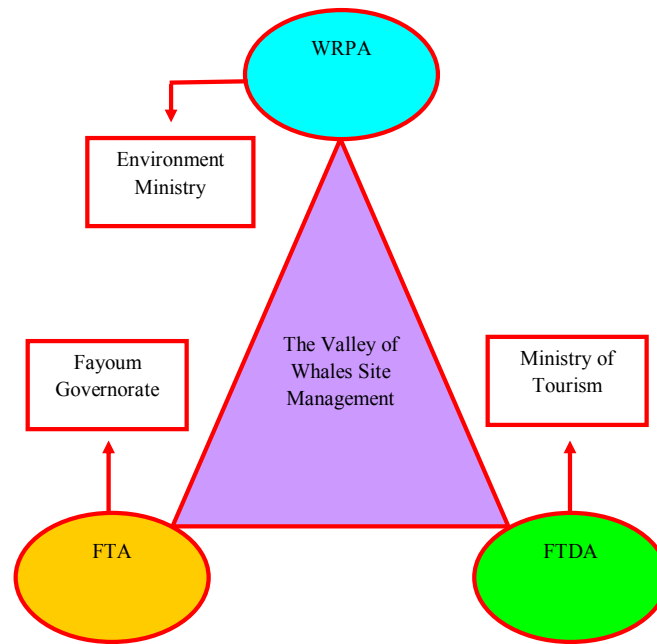 WRPA
Environment
Ministry
The Valley of
Whales Site
Management
Fayoum
Governorate
Ministry of
Tourism
FTA
FTDA